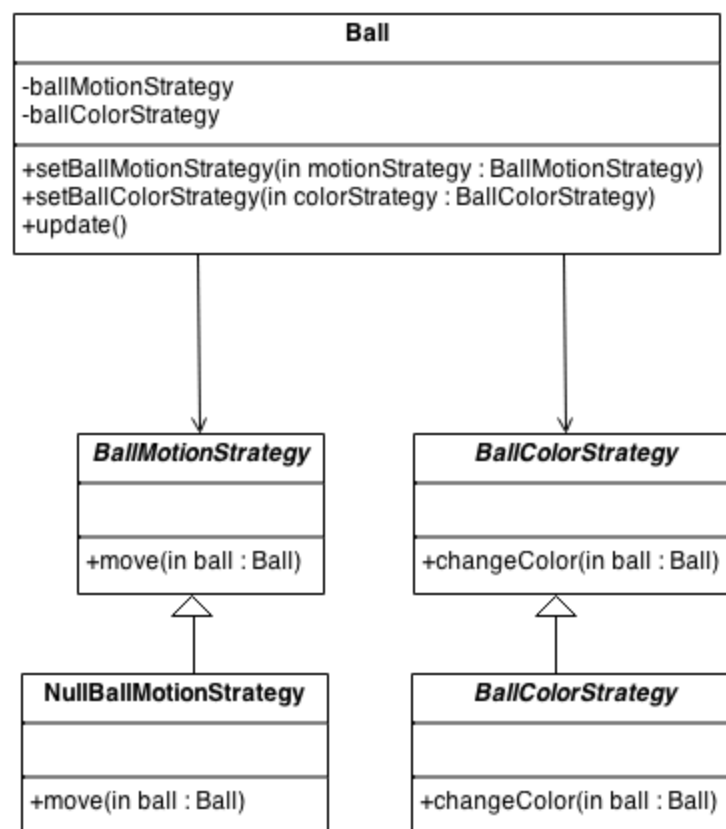 Ball
-ballMotionStrategy
-ballColorStrategy
+setBallMotionStrategy(in motionStrategy : BallMotionStrategy)
+setBallColorStrategy(in colorStrategy : BallColorStrategy)
+update()
BallMotionStrategy
+move(in ball : Ball)
BallColorStrategy
+changeColor(in ball : Ball)
NullBallMotionStrategy
+move(in ball : Ball)
BallColorStrategy
+changeColor(in ball : Ball)